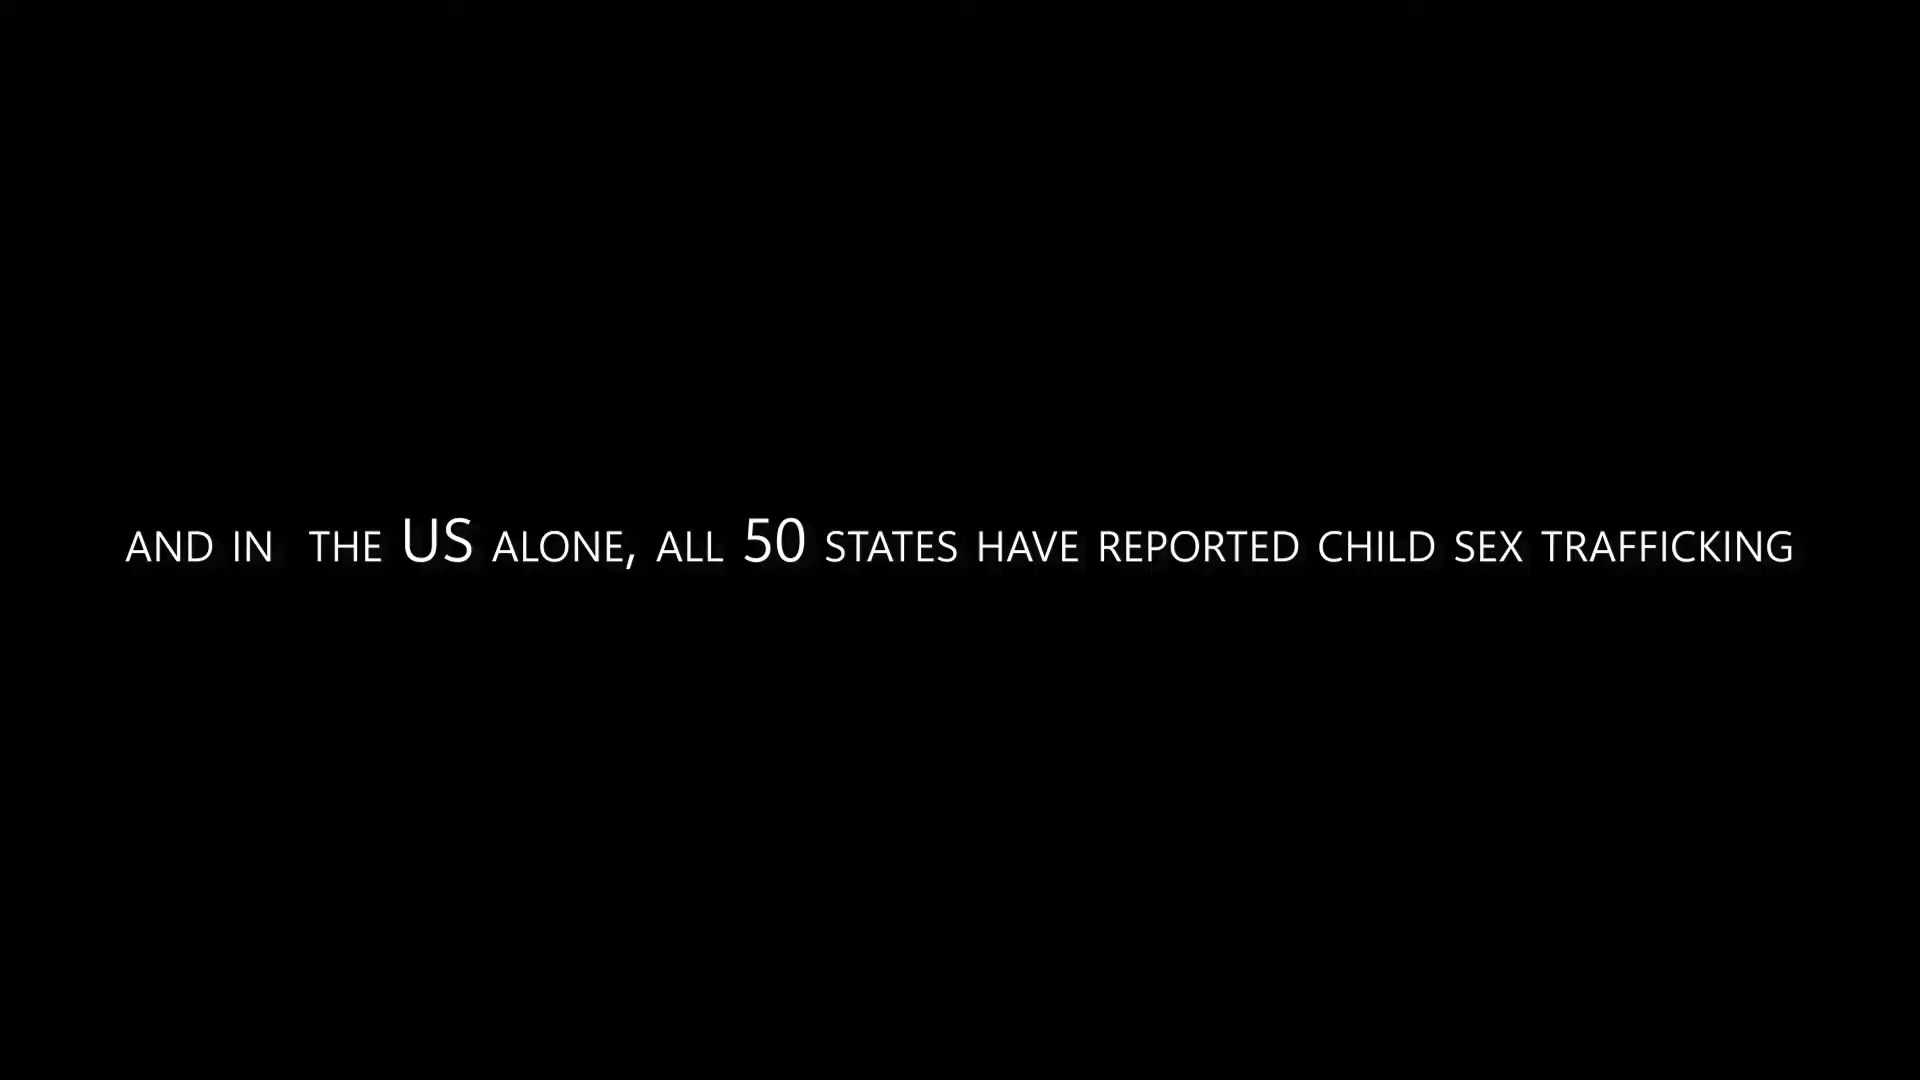 AND IN THE US ALONE, ALL 50 STATES HAVE REPORTED CHILD SEX TRAFFICKING